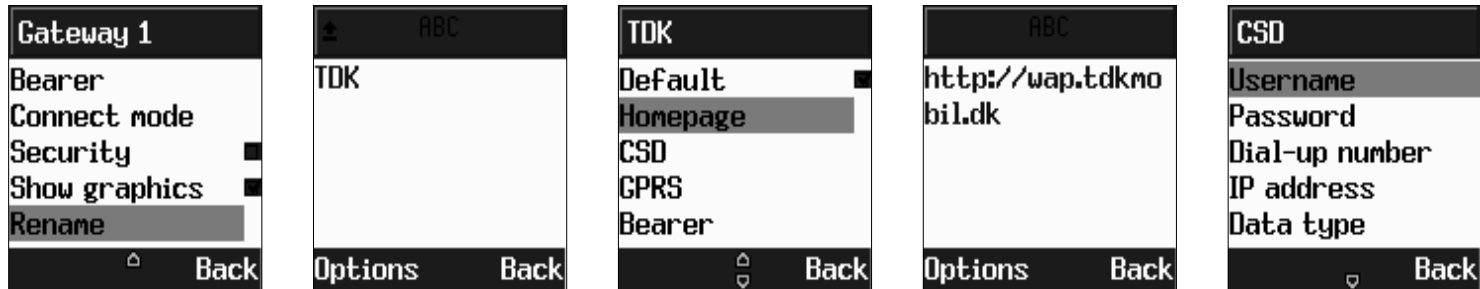 Gateway 1
Bearer
Connect mode
Security
Show graphics
Rename
Back
ABC
TDK
Options Back
TDK
Default
Homepage
CSD
GPRS
Bearer
Back
ABC
http://wap.tdkmo
bil.dk
Options Back
CSD
Username
Password
Dial-up number
IP address
Data type
Back